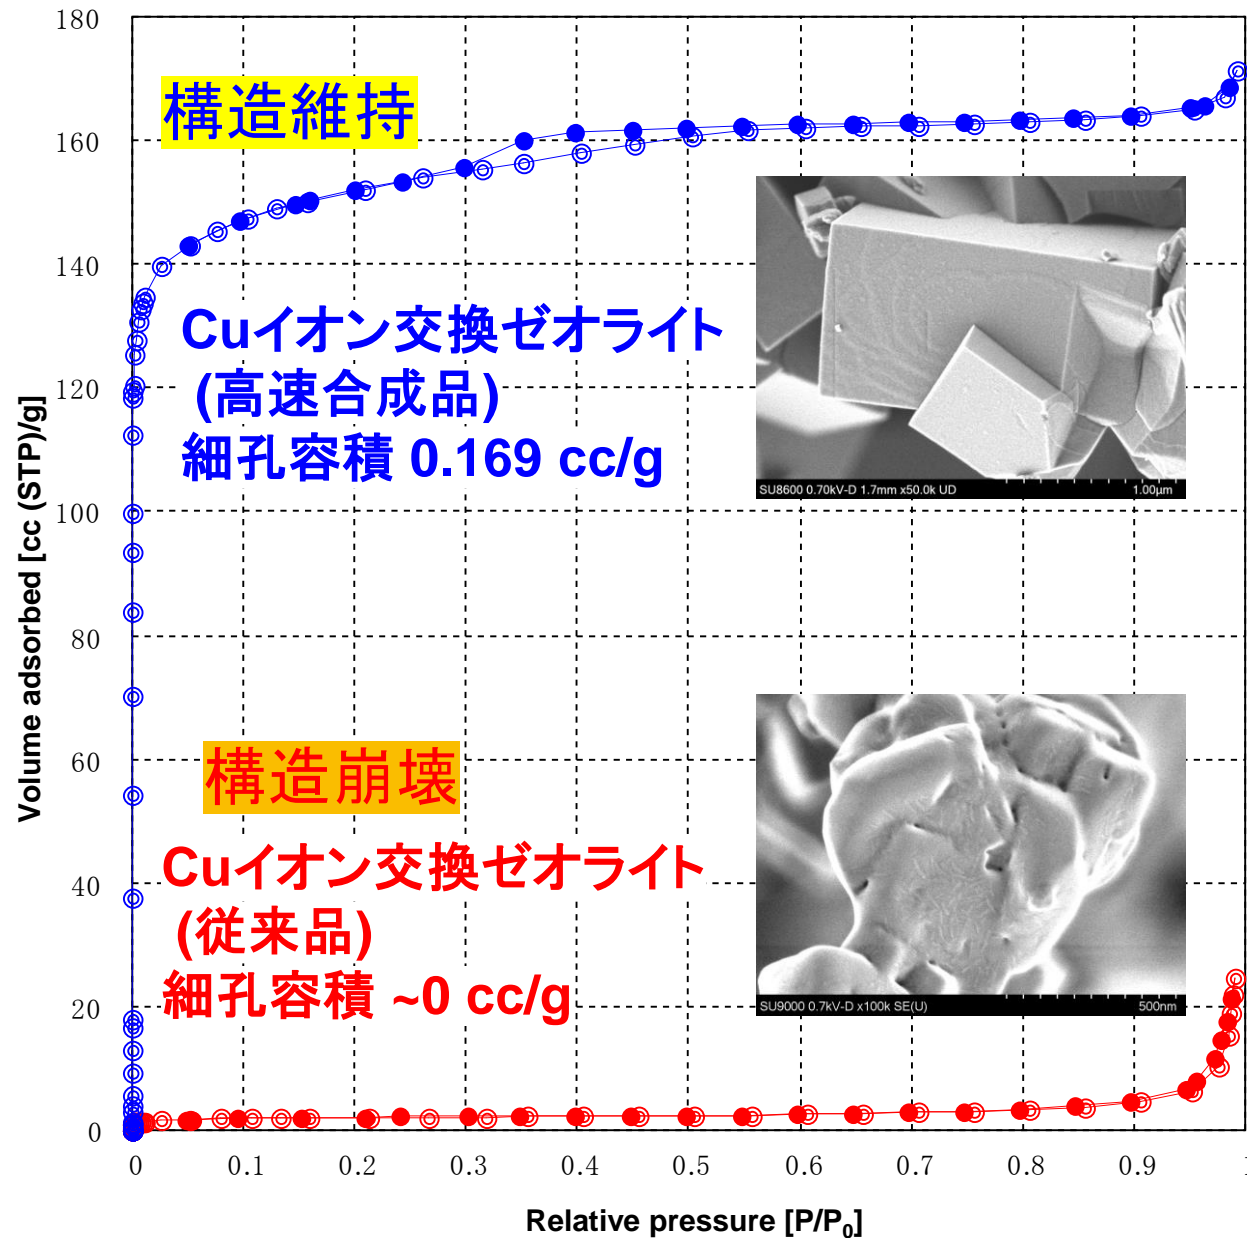 180
160
140
120
100
80
60
40
20
0
Volume adsorbed [cc (STP)/g]
構造維持
Cuイオン交換ゼオライト
(高速合成品)
細孔容積 0.169 cc/g
SU8600 0.70kV-D 1.7mm x50.0k UD 1.00μm
構造崩壊
Cuイオン交換ゼオライト
(従来品)
細孔容積 ~0 cc/g
SU9000 0.7kV-D x100k SE(U) 500nm
0 0.1 0.2 0.3 0.4 0.5 0.6 0.7 0.8 0.9 1
Relative pressure [P/P₀]